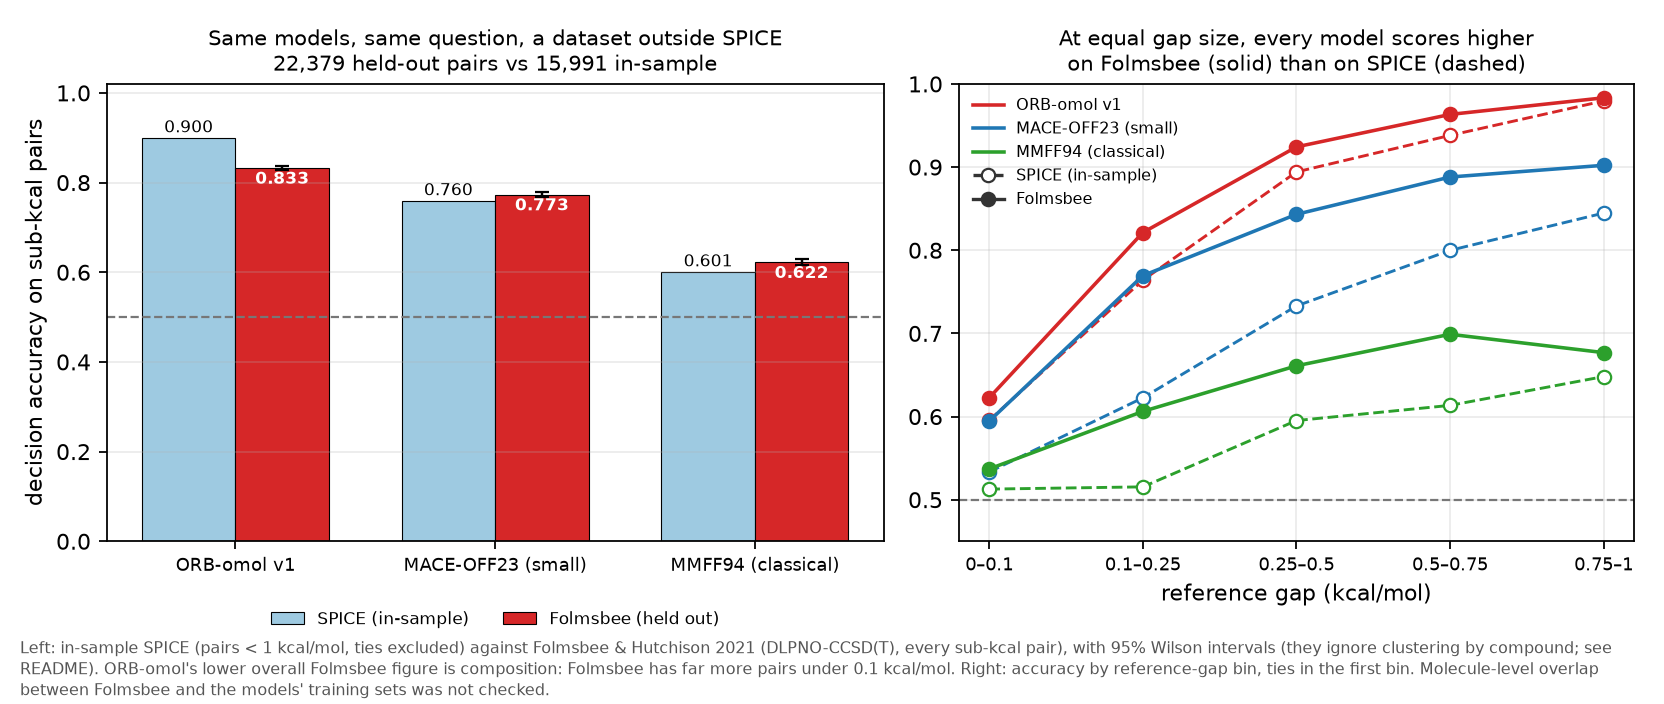 Same models, same question, a dataset outside SPICE
22,379 held-out pairs vs 15,991 in-sample
decision accuracy on sub-kcal pairs
1.0
0.8
0.6
0.4
0.2
0.0
0.900
0.833
0.760
0.773
0.601
0.622
ORB-omol v1
MACE-OFF23 (small)
MMFF94 (classical)
SPICE (in-sample)
Folmsbee (held out)
At equal gap size, every model scores higher
on Folmsbee (solid) than on SPICE (dashed)
1.0
0.9
0.8
0.7
0.6
0.5
ORB-omol v1
MACE-OFF23 (small)
MMFF94 (classical)
SPICE (in-sample)
Folmsbee
0–0.1
0.1–0.25
0.25–0.5
0.5–0.75
0.75–1
reference gap (kcal/mol)
Left: in-sample SPICE (pairs < 1 kcal/mol, ties excluded) against Folmsbee & Hutchison 2021 (DLPNO-CCSD(T), every sub-kcal pair), with 95% Wilson intervals (they ignore clustering by compound; see
README). ORB-omol's lower overall Folmsbee figure is composition: Folmsbee has far more pairs under 0.1 kcal/mol. Right: accuracy by reference-gap bin, ties in the first bin. Molecule-level overlap
between Folmsbee and the models' training sets was not checked.